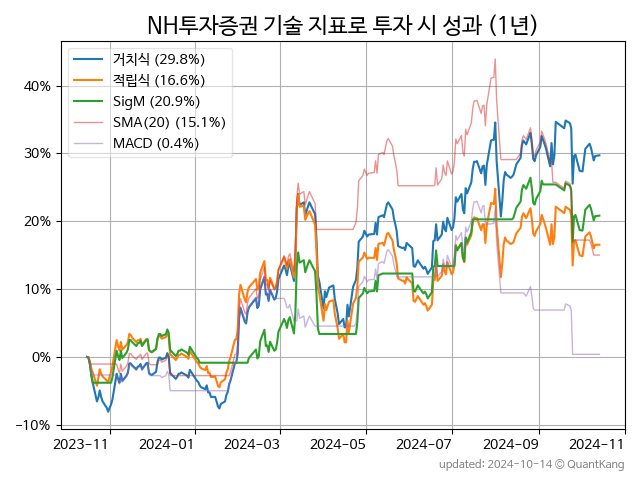 NH투자증권 기술 지표로 투자 시 성과 (1년)
거치식 (29.8%)
적립식 (16.6%)
SigM (20.9%)
SMA(20) (15.1%)
MACD (0.4%)
40%
30%
20%
10%
0%
−10%
2023-11 2024-01 2024-03 2024-05 2024-07 2024-09 2024-11
updated: 2024-10-14 © QuantKang